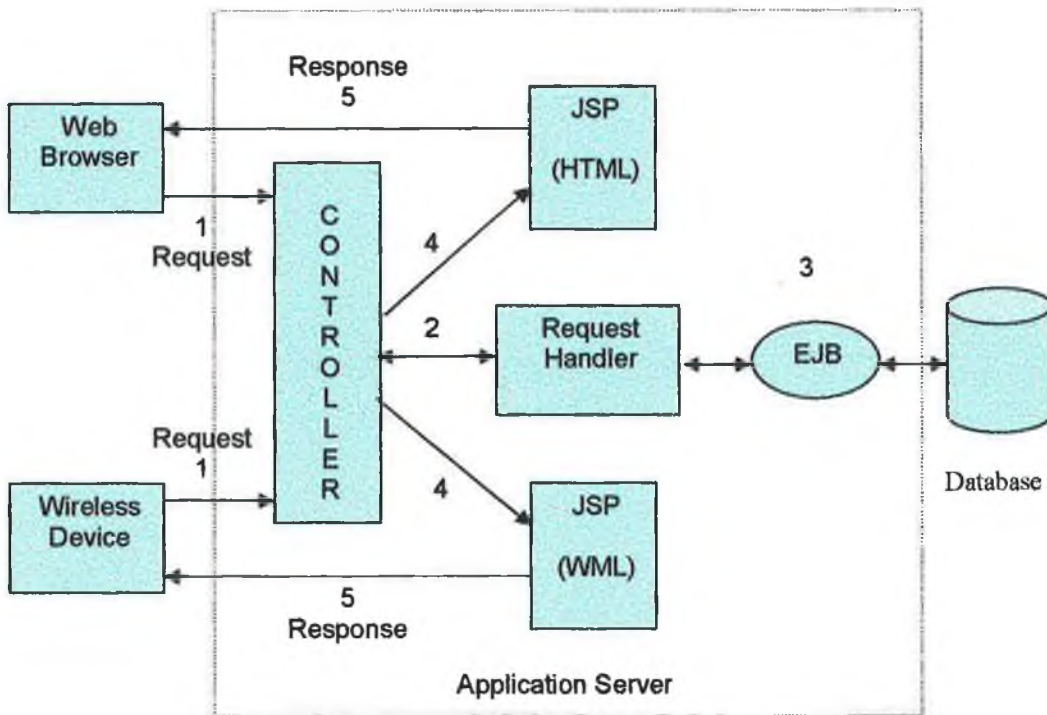 Response
5
Web
Browser
JSP
(HTML)
1
Request
CONTROLLER
4
3
2
Request
Handler
EJB
Request
1
Database
Wireless
Device
4
JSP
(WML)
5
Response
Application Server